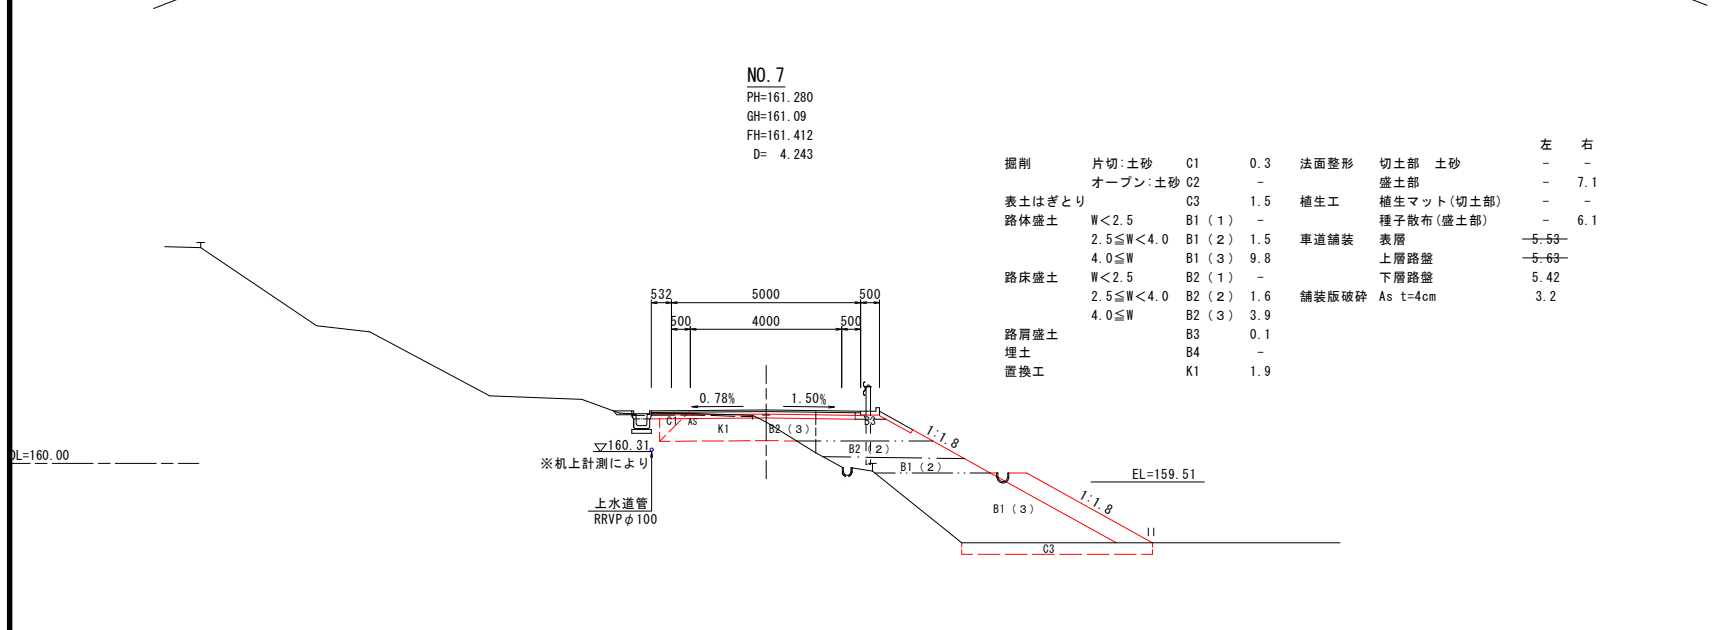 NO.7
PH=161.280
GH=161.09
FH=161.412
D= 4.243
左 右
掘削 片切:土砂 C1 0.3 法面整形 切土部 土砂 - -
オープン:土砂 C2 - 盛土部 - 7.1
表土はぎとり C3 1.5 植生工 植生マット(切土部) - -
路体盛土 W<2.5 B1(1) - 種子散布(盛土部) - 6.1
2.5≦W<4.0 B1(2) 1.5 車道舗装 表層 5.53
4.0≦W B1(3) 9.8 上層路盤 5.63
路床盛土 W<2.5 B2(1) - 下層路盤 5.42
2.5≦W<4.0 B2(2) 1.6 舗装版破砕 As t=4cm 3.2
4.0≦W B2(3) 3.9
路肩盛土 B3 0.1
埋土 B4 -
置換工 K1 1.9
532 5000 500
500 4000 500
0.78% 1.50%
C1 AS K1 B2(3) B3
1:1.8
160.31 B2(2)
※机上計測により B1(2)
DL=160.00
EL=159.51
1:1.8
上水道管
RRVPφ100
B1(3)
C3